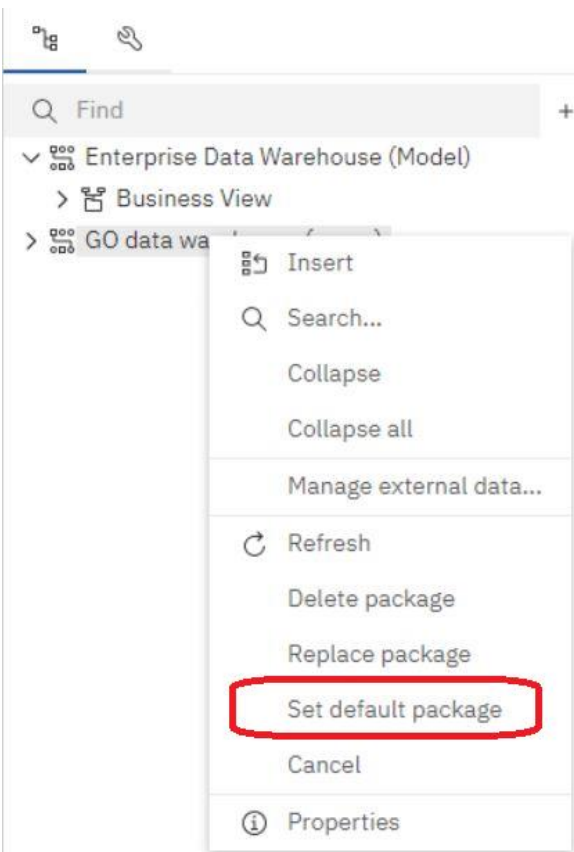 Find
Enterprise Data Warehouse (Model)
Business View
GO data wa
Insert
Search...
Collapse
Collapse all
Manage external data...
Refresh
Delete package
Replace package
Set default package
Cancel
Properties